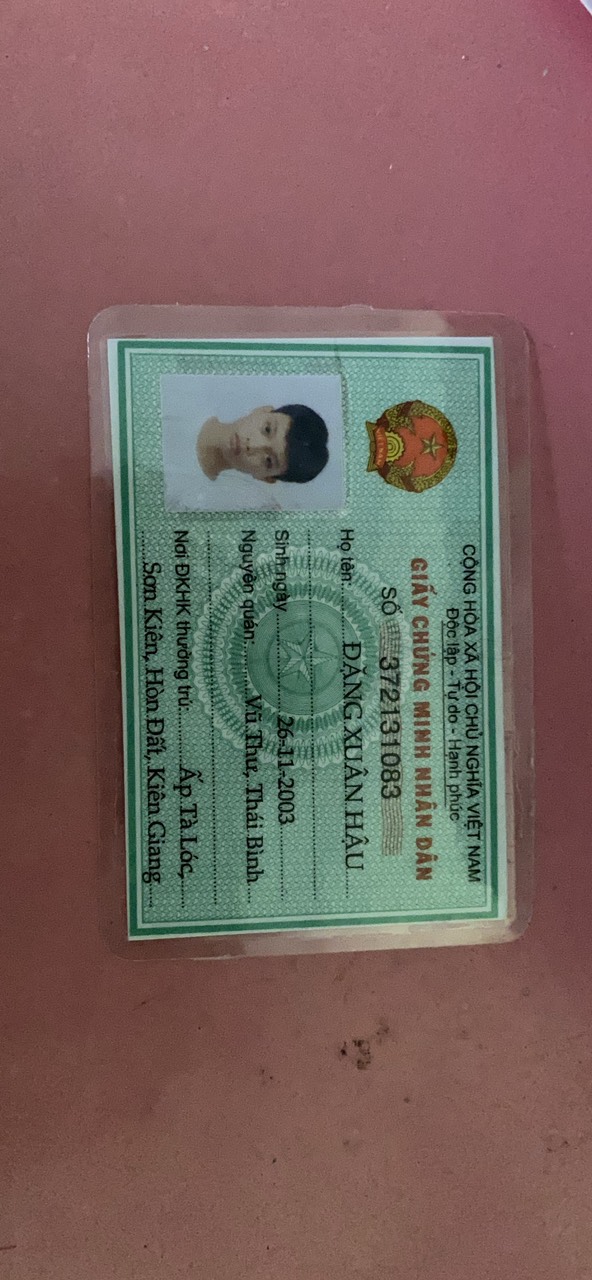 CỘNG HÒA XÃ HỘI CHỦ NGHĨA VIỆT NAM
Độc lập - Tự do - Hạnh phúc
GIẤY CHỨNG MINH NHÂN DÂN
SỐ 372131083
Họ tên: ĐẶNG XUÂN HẬU
Sinh ngày 26-11-2003
Nguyên quán: Vũ Thư, Thái Bình
Nơi ĐKHK thường trú: Ấp Tà Lóc,
Sơn Kiên, Hòn Đất, Kiên Giang